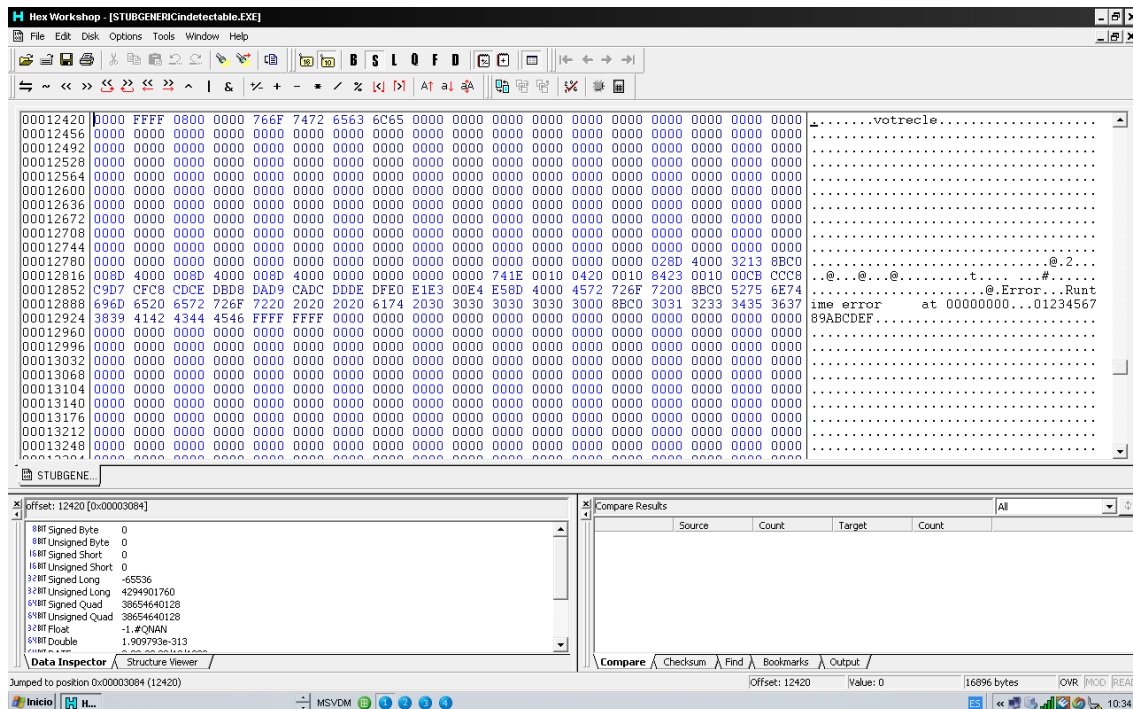 Hex Workshop - [STUBGENERICindetectable.EXE]
File Edit Disk Options Tools Window Help
B S L Q F D
00012420 0000 FFFF 0800 0000 766F 7472 6563 6C65 0000 0000 0000 0000 0000 0000 0000 0000 0000 0000 ........votrecle....................
00012456 0000 0000 0000 0000 0000 0000 0000 0000 0000 0000 0000 0000 0000 0000 0000 0000 0000 0000 ....................................
00012492 0000 0000 0000 0000 0000 0000 0000 0000 0000 0000 0000 0000 0000 0000 0000 0000 0000 0000 ....................................
00012528 0000 0000 0000 0000 0000 0000 0000 0000 0000 0000 0000 0000 0000 0000 0000 0000 0000 0000 ....................................
00012564 0000 0000 0000 0000 0000 0000 0000 0000 0000 0000 0000 0000 0000 0000 0000 0000 0000 0000 ....................................
00012600 0000 0000 0000 0000 0000 0000 0000 0000 0000 0000 0000 0000 0000 0000 0000 0000 0000 0000 ....................................
00012636 0000 0000 0000 0000 0000 0000 0000 0000 0000 0000 0000 0000 0000 0000 0000 0000 0000 0000 ....................................
00012672 0000 0000 0000 0000 0000 0000 0000 0000 0000 0000 0000 0000 0000 0000 0000 0000 0000 0000 ....................................
00012708 0000 0000 0000 0000 0000 0000 0000 0000 0000 0000 0000 0000 0000 0000 0000 0000 0000 0000 ....................................
00012744 0000 0000 0000 0000 0000 0000 0000 0000 0000 0000 0000 0000 0000 0000 0000 0000 0000 0000 ....................................
00012780 0000 0000 0000 0000 0000 0000 0000 0000 0000 0000 0000 0000 0000 0000 028D 4000 3213 8BC0 ..............................@.2...
00012816 008D 4000 008D 4000 008D 4000 0000 0000 0000 741E 0010 0420 0010 8423 0010 00CB CCC8 ..@...@...@.........t.......#......
00012852 C9D7 CFC8 CDCE DBD8 DAD9 CADC DDDE DFE0 E1E3 00E4 E58D 4000 4572 726F 7200 8BC0 5275 6E74 ......................@.Error...Runt
00012888 696D 6520 6572 726F 7220 2020 2020 6174 2030 3030 3030 3030 3000 8BC0 3031 3233 3435 3637 ime error     at 00000000...01234567
00012924 3839 4142 4344 4546 FFFF FFFF 0000 0000 0000 0000 0000 0000 0000 0000 0000 0000 0000 0000 89ABCDEF............................
00012960 0000 0000 0000 0000 0000 0000 0000 0000 0000 0000 0000 0000 0000 0000 0000 0000 0000 0000 ....................................
00012996 0000 0000 0000 0000 0000 0000 0000 0000 0000 0000 0000 0000 0000 0000 0000 0000 0000 0000 ....................................
00013032 0000 0000 0000 0000 0000 0000 0000 0000 0000 0000 0000 0000 0000 0000 0000 0000 0000 0000 ....................................
00013068 0000 0000 0000 0000 0000 0000 0000 0000 0000 0000 0000 0000 0000 0000 0000 0000 0000 0000 ....................................
00013104 0000 0000 0000 0000 0000 0000 0000 0000 0000 0000 0000 0000 0000 0000 0000 0000 0000 0000 ....................................
00013140 0000 0000 0000 0000 0000 0000 0000 0000 0000 0000 0000 0000 0000 0000 0000 0000 0000 0000 ....................................
00013176 0000 0000 0000 0000 0000 0000 0000 0000 0000 0000 0000 0000 0000 0000 0000 0000 0000 0000 ....................................
00013212 0000 0000 0000 0000 0000 0000 0000 0000 0000 0000 0000 0000 0000 0000 0000 0000 0000 0000 ....................................
00013248 0000 0000 0000 0000 0000 0000 0000 0000 0000 0000 0000 0000 0000 0000 0000 0000 0000 0000 ....................................
STUBGENE...
offset: 12420 [0x00003084]
Compare Results All
Source Count Target Count
8BIT Signed Byte 0
8BIT Unsigned Byte 0
16BIT Signed Short 0
16BIT Unsigned Short 0
32BIT Signed Long -65536
32BIT Unsigned Long 4294901760
64BIT Signed Quad 38654640128
64BIT Unsigned Quad 38654640128
32BIT Float -1.#QNAN
64BIT Double 1.909793e-313
Data Inspector Structure Viewer
Compare Checksum Find Bookmarks Output
Jumped to position 0x00003084 (12420) Offset: 12420 Value: 0 16896 bytes OVR MOD READ
Inicio H... MSVDM 1 2 3 4 ES 10:34